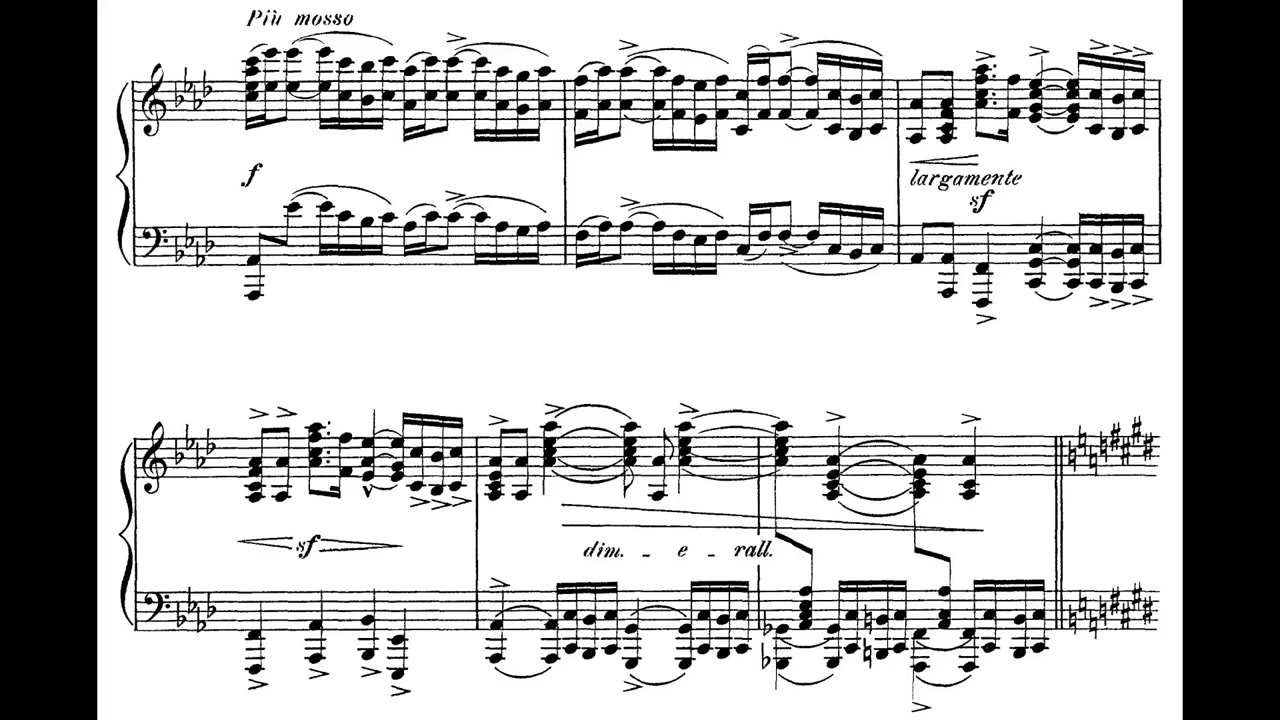 Più mosso
f
largamente
sf
sf
dim. - e - rall.